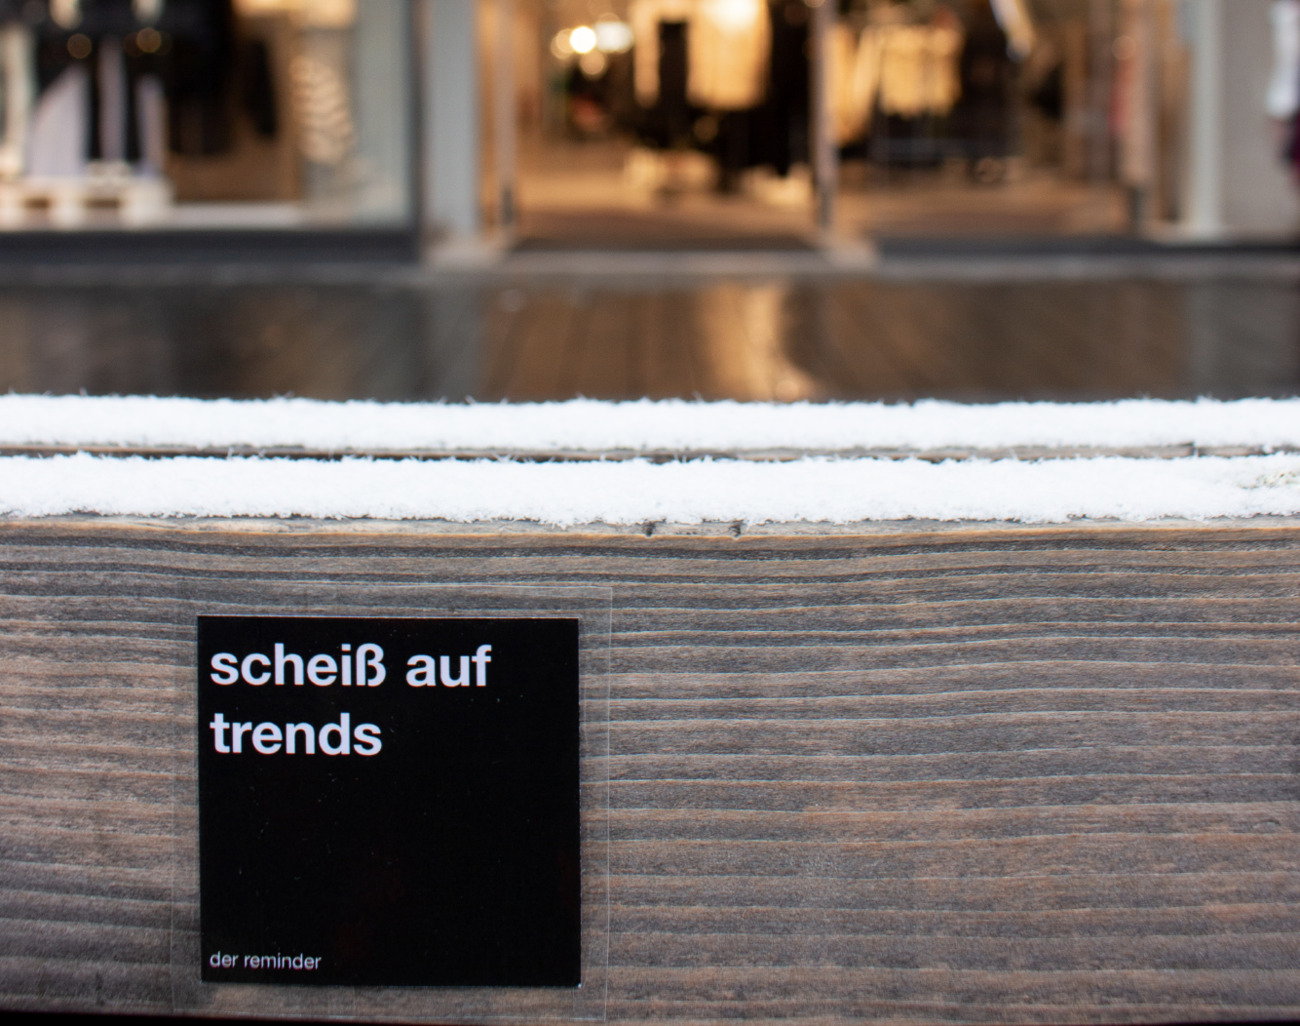 scheiß auf
trends
der reminder